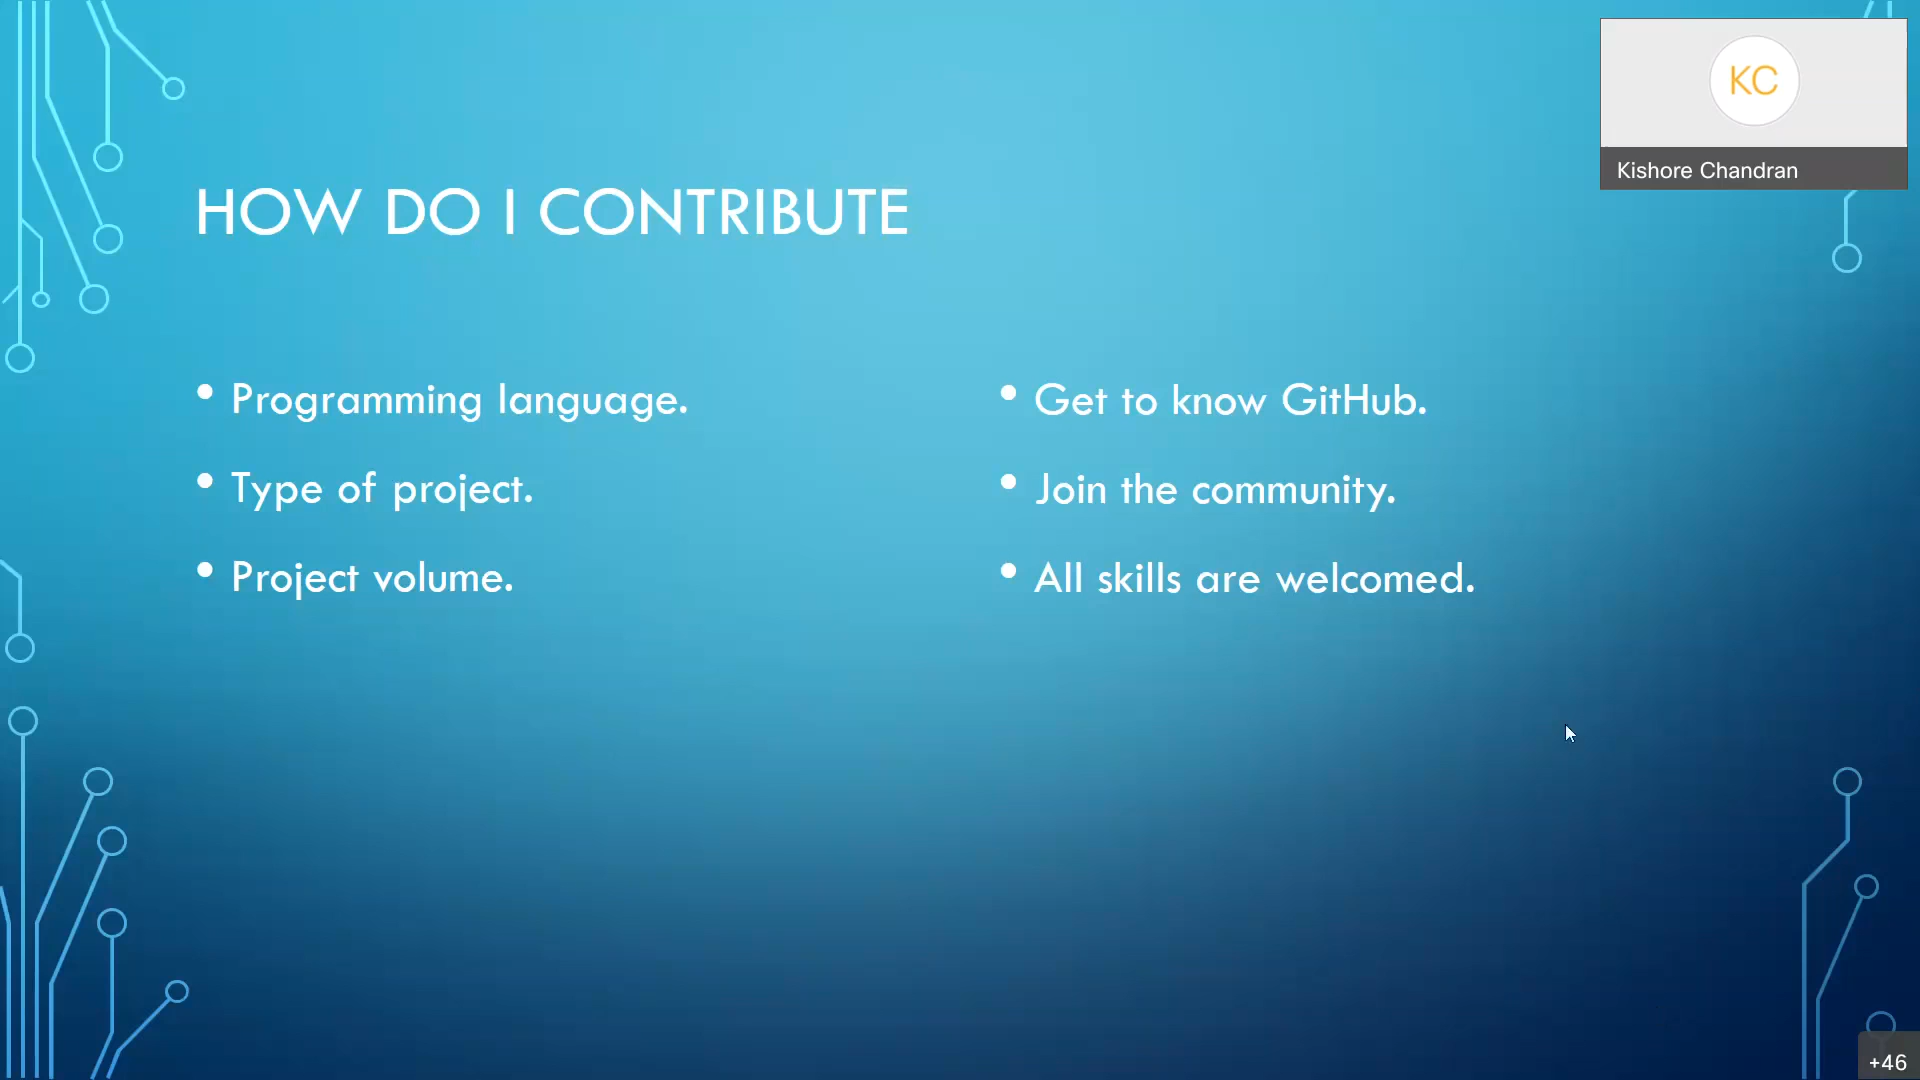 KC
Kishore Chandran
HOW DO I CONTRIBUTE
• Programming language.
• Type of project.
• Project volume.
• Get to know GitHub.
• Join the community.
• All skills are welcomed.
+46